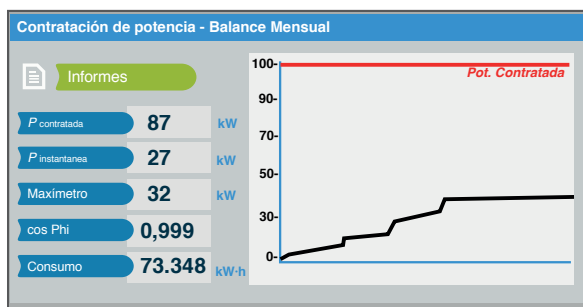 Contratación de potencia - Balance Mensual
Informes
P contratada 87 kW
P instantanea 27 kW
Maxímetro 32 kW
cos Phi 0,999
Consumo 73.348 kW·h
100-
Pot. Contratada
90-
70-
50-
30-
0-